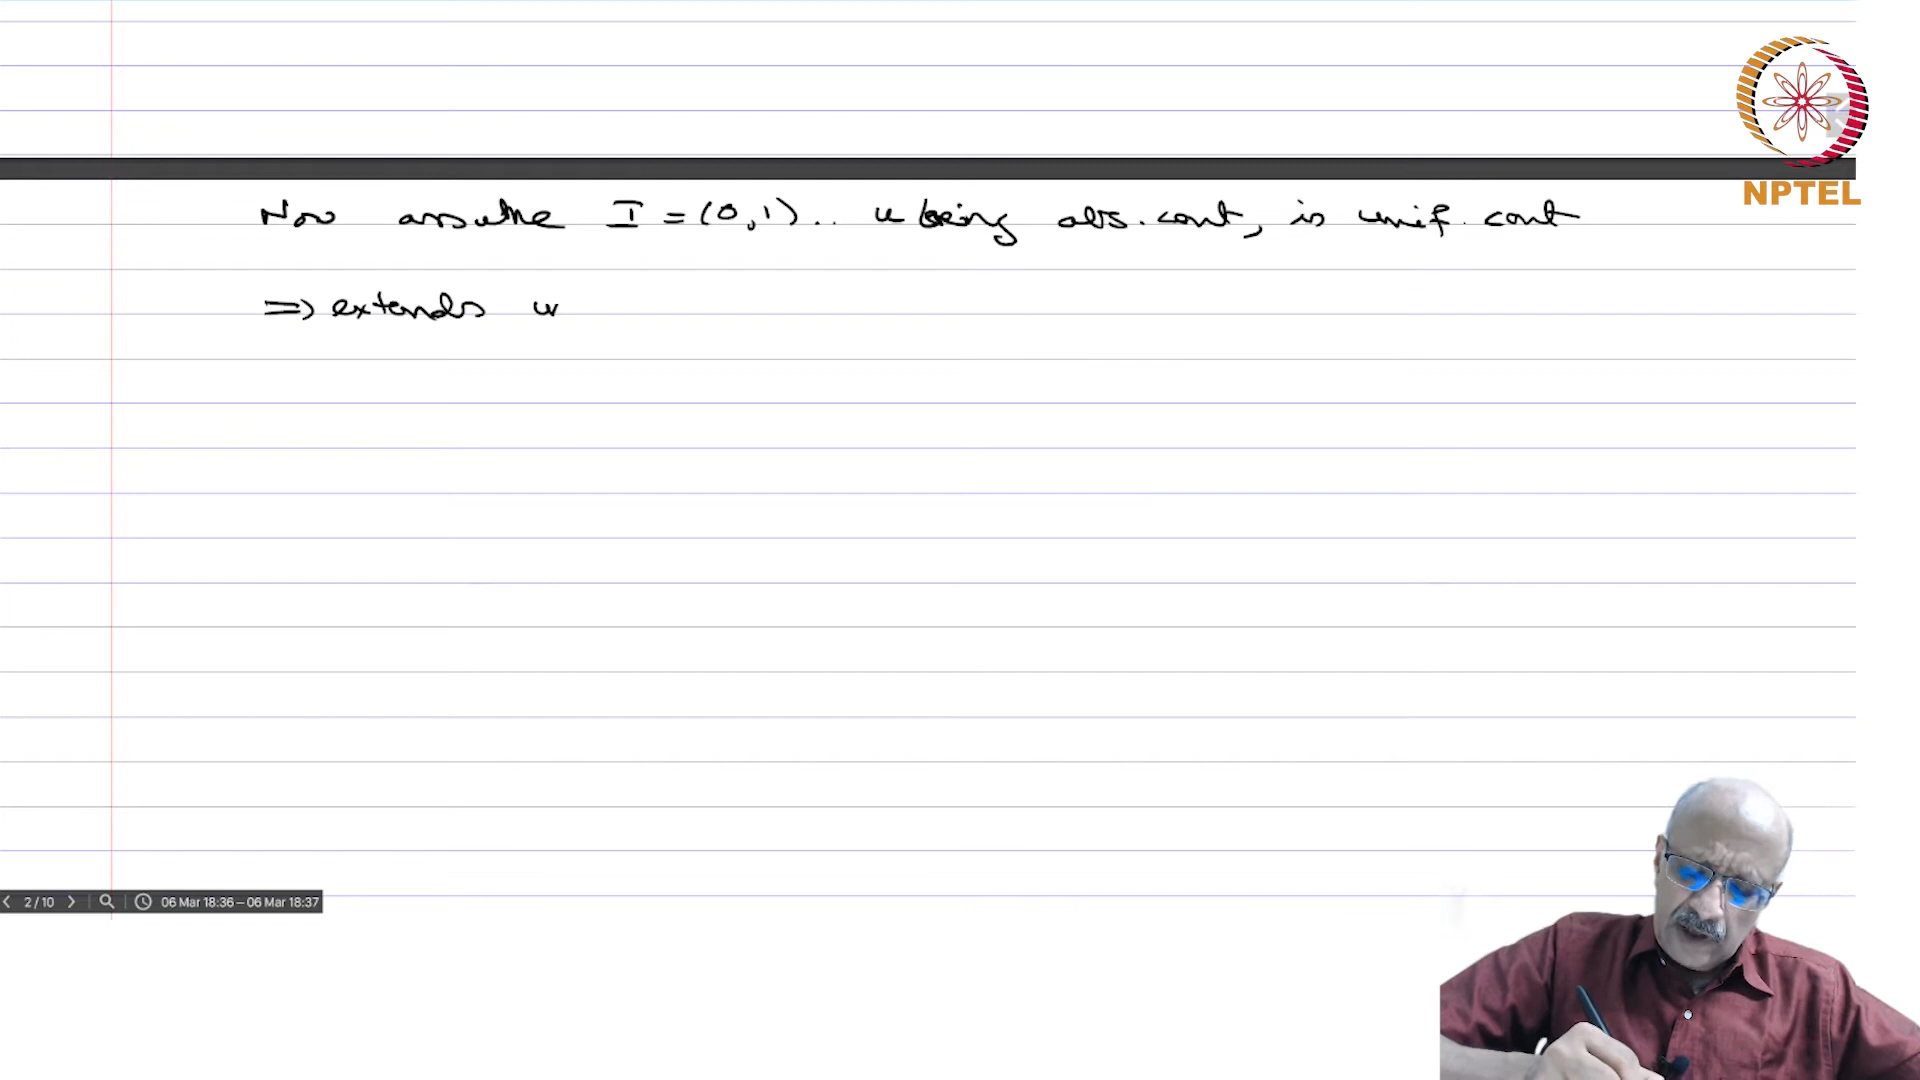 NPTEL
Now assume I = (0,1). . u being abs. cont, is unif. cont
⇒ extends u
2 / 10 06 Mar 18:36 – 06 Mar 18:37